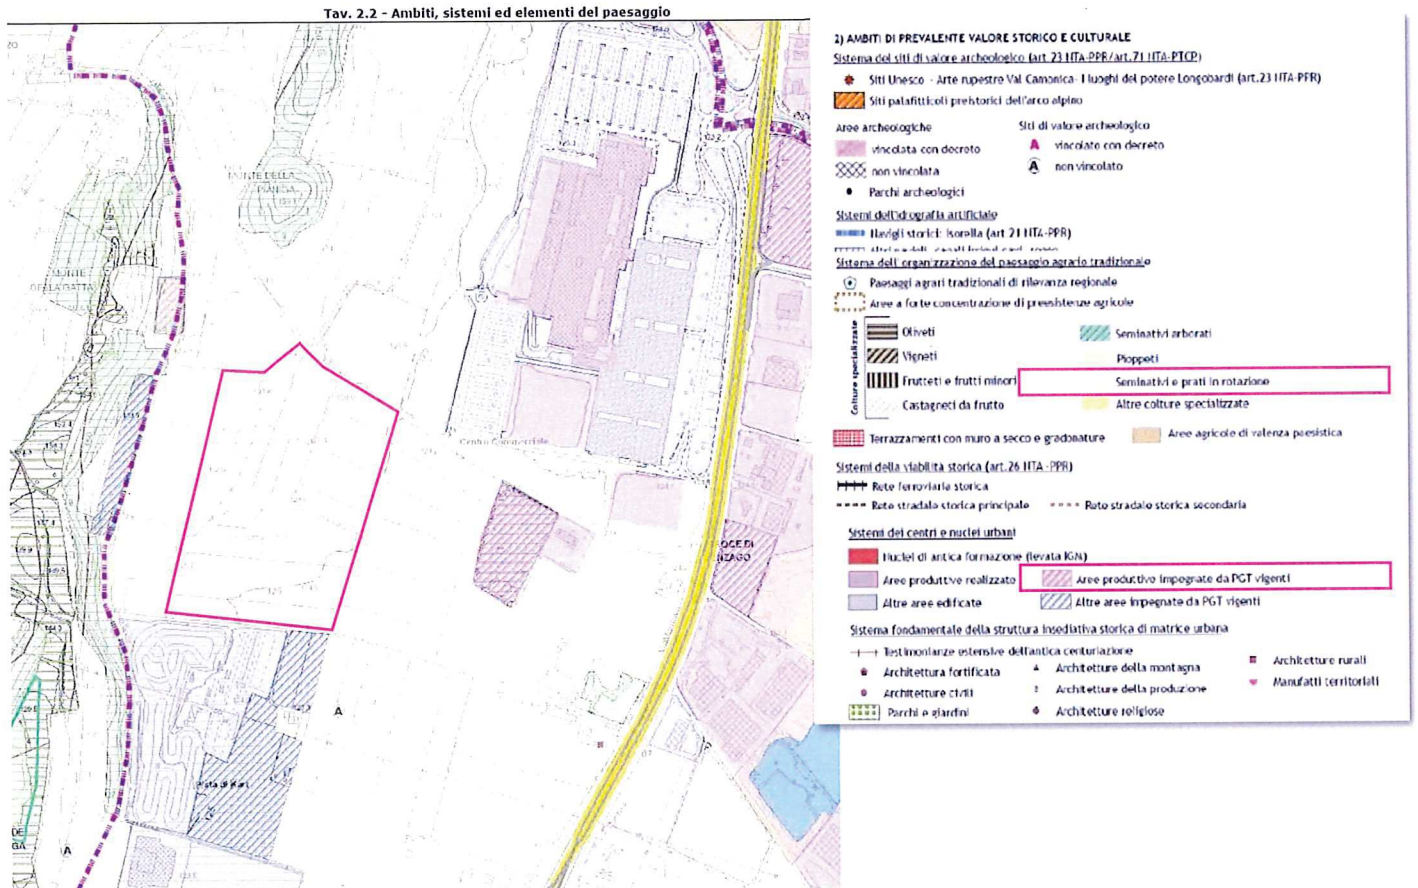 Tav. 2.2 - Ambiti, sistemi ed elementi del paesaggio
MONTE DELLA
PIANGA
MONTE
DELLA GATTA
Centro Commerciale
OCE DI
NZAGO
A
Pista di Kart
DE
GA
A
2) AMBITI DI PREVALENTE VALORE STORICO E CULTURALE
Sistema dei siti di valore archeologico (art.23 NTA-PPR/art.71 NTA-PTCP)
Siti Unesco - Arte rupestre Val Camonica- I luoghi del potere Longobardi (art.23 NTA-PPR)
Siti palafitticoli prehistorici dell'arco alpino
Aree archeologiche
Siti di valore archeologico
vincolata con decreto
A vincolato con decreto
non vincolata
A non vincolato
Parchi archeologici
Sistemi dell'idrografia artificiale
Navigli storici: Isorella (art 21 NTA-PPR)
Sistema dell'organizzazione del paesaggio agrario tradizionale
Paesaggi agrari tradizionali di rilevanza regionale
Aree a forte concentrazione di preesistenze agricole
Colture specializzate
Oliveti
Seminativi arborati
Vigneti
Pioppeti
Frutteti e frutti minori
Seminativi e prati in rotazione
Castagneti da frutto
Altre colture specializzate
Terrazzamenti con muro a secco e gradonature
Aree agricole di valenza paesistica
Sistemi della viabilità storica (art.26 NTA -PPR)
Rete ferroviaria storica
Rete stradale storica principale
Rete stradale storica secondaria
Sistemi dei centri e nuclei urbani
Nuclei di antica formazione (levata IGM)
Aree produttive realizzate
Aree produttive impegnate da PGT vigenti
Altre aree edificate
Altre aree impegnate da PGT vigenti
Sistema fondamentale della struttura insediativa storica di matrice urbana
Testimonianze estensive dell'antica centuriazione
Architettura fortificata
Architetture della montagna
Architetture rurali
Architetture civili
Architetture della produzione
Manufatti territoriali
Parchi e giardini
Architetture religiose